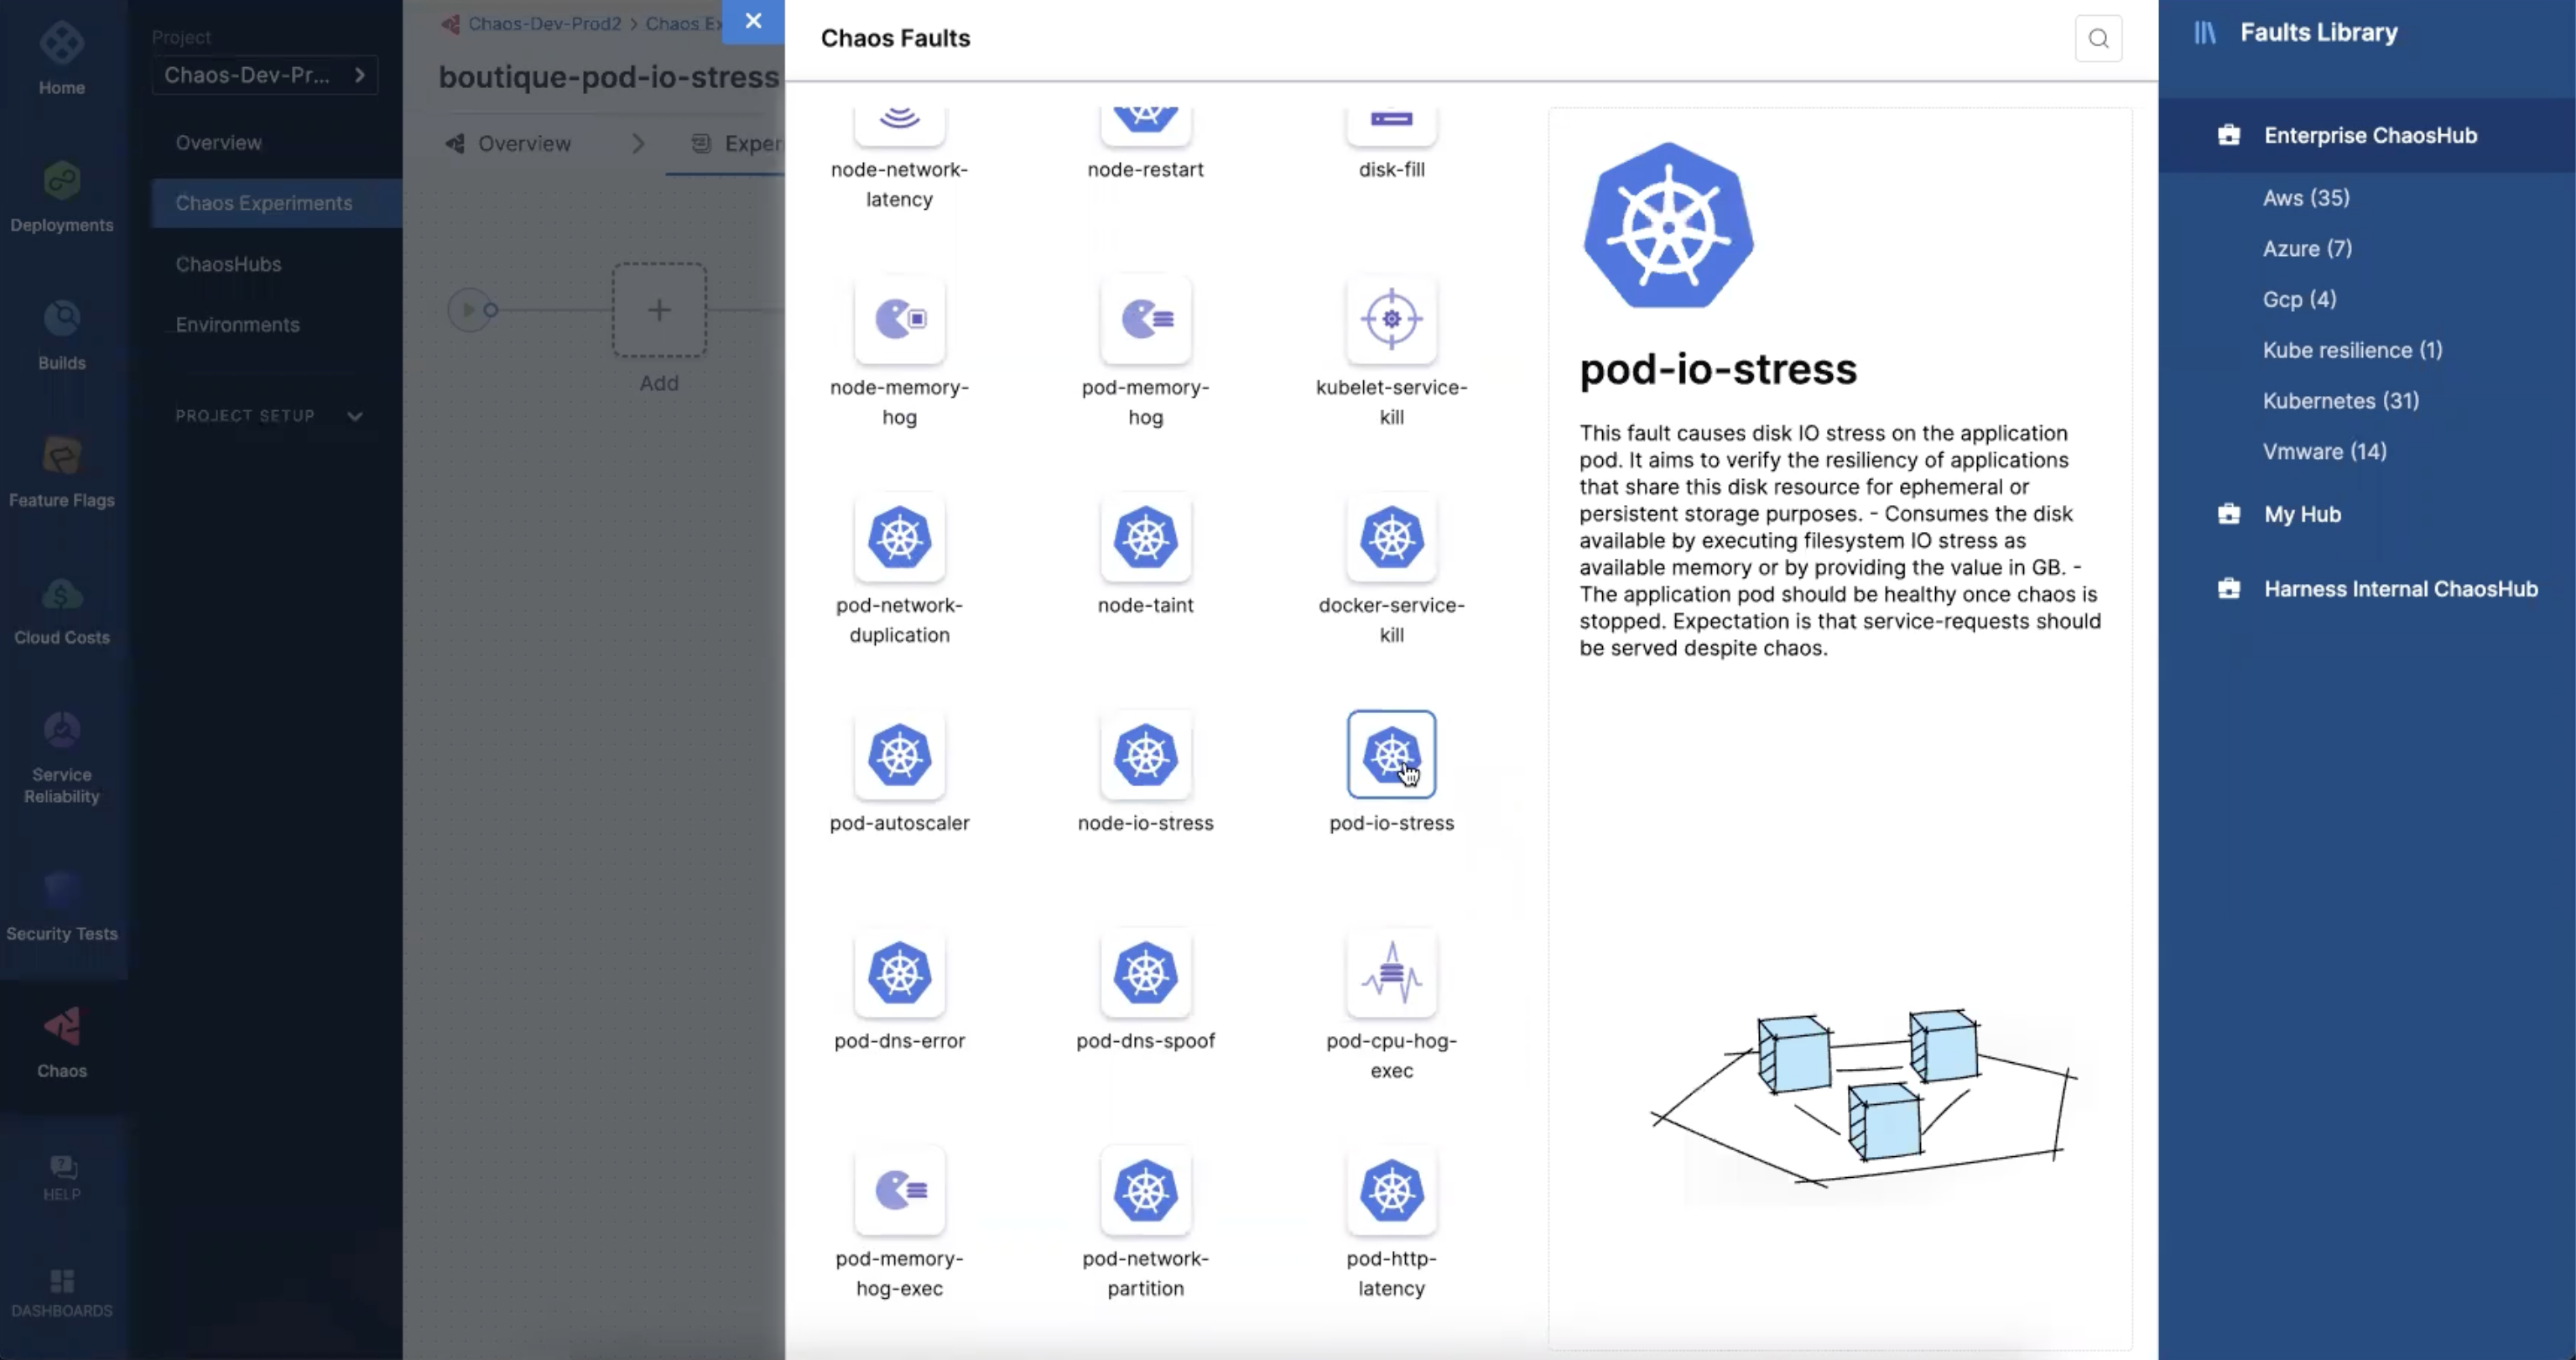 Home
Deployments
Builds
Feature Flags
Cloud Costs
Service
Reliability
Security Tests
Chaos
HELP
DASHBOARDS
Project
Chaos-Dev-Pr...
Overview
Chaos Experiments
ChaosHubs
Environments
PROJECT SETUP
Chaos-Dev-Prod2 > Chaos Ex
boutique-pod-io-stress
Overview
Exper
Add
Chaos Faults
node-network-
latency
node-restart
disk-fill
node-memory-
hog
pod-memory-
hog
kubelet-service-
kill
pod-network-
duplication
node-taint
docker-service-
kill
pod-autoscaler
node-io-stress
pod-io-stress
pod-dns-error
pod-dns-spoof
pod-cpu-hog-
exec
pod-memory-
hog-exec
pod-network-
partition
pod-http-
latency
pod-io-stress
This fault causes disk IO stress on the application
pod. It aims to verify the resiliency of applications
that share this disk resource for ephemeral or
persistent storage purposes. - Consumes the disk
available by executing filesystem IO stress as
available memory or by providing the value in GB. -
The application pod should be healthy once chaos is
stopped. Expectation is that service-requests should
be served despite chaos.
Faults Library
Enterprise ChaosHub
Aws (35)
Azure (7)
Gcp (4)
Kube resilience (1)
Kubernetes (31)
Vmware (14)
My Hub
Harness Internal ChaosHub